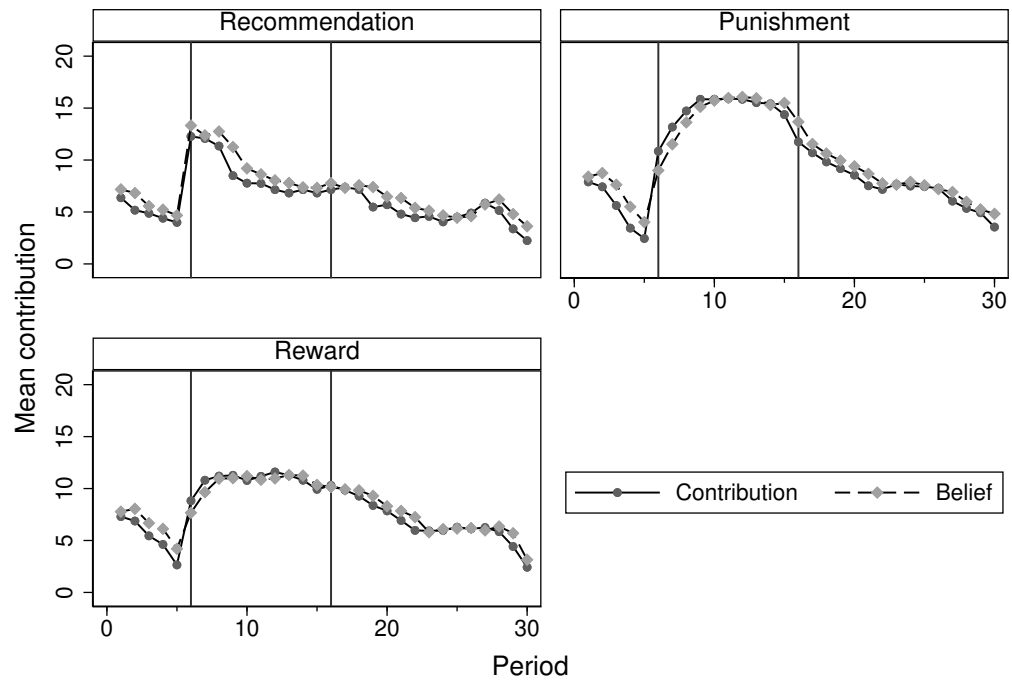 Recommendation
Punishment
20
15
10
5
0
0 10 20 30
Mean contribution
Reward
20
15
10
5
0
0 10 20 30
Contribution
Belief
Period